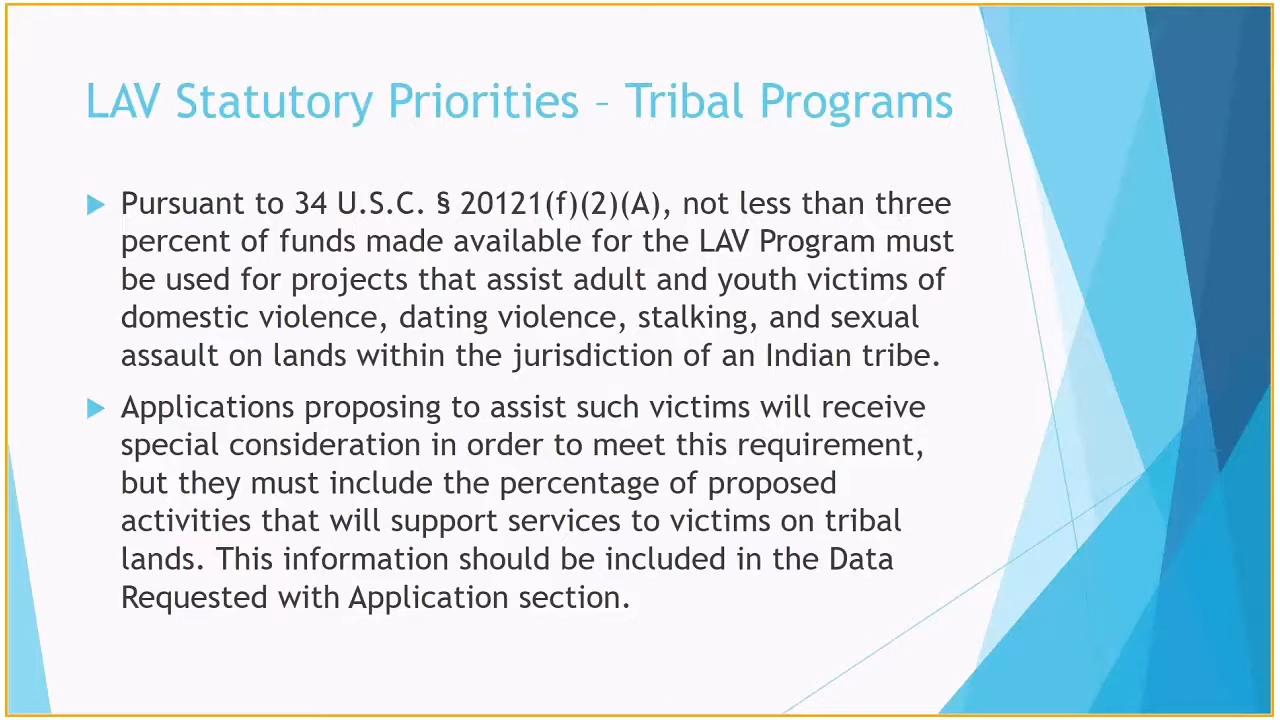 LAV Statutory Priorities – Tribal Programs
Pursuant to 34 U.S.C. § 20121(f)(2)(A), not less than three
percent of funds made available for the LAV Program must
be used for projects that assist adult and youth victims of
domestic violence, dating violence, stalking, and sexual
assault on lands within the jurisdiction of an Indian tribe.
Applications proposing to assist such victims will receive
special consideration in order to meet this requirement,
but they must include the percentage of proposed
activities that will support services to victims on tribal
lands. This information should be included in the Data
Requested with Application section.